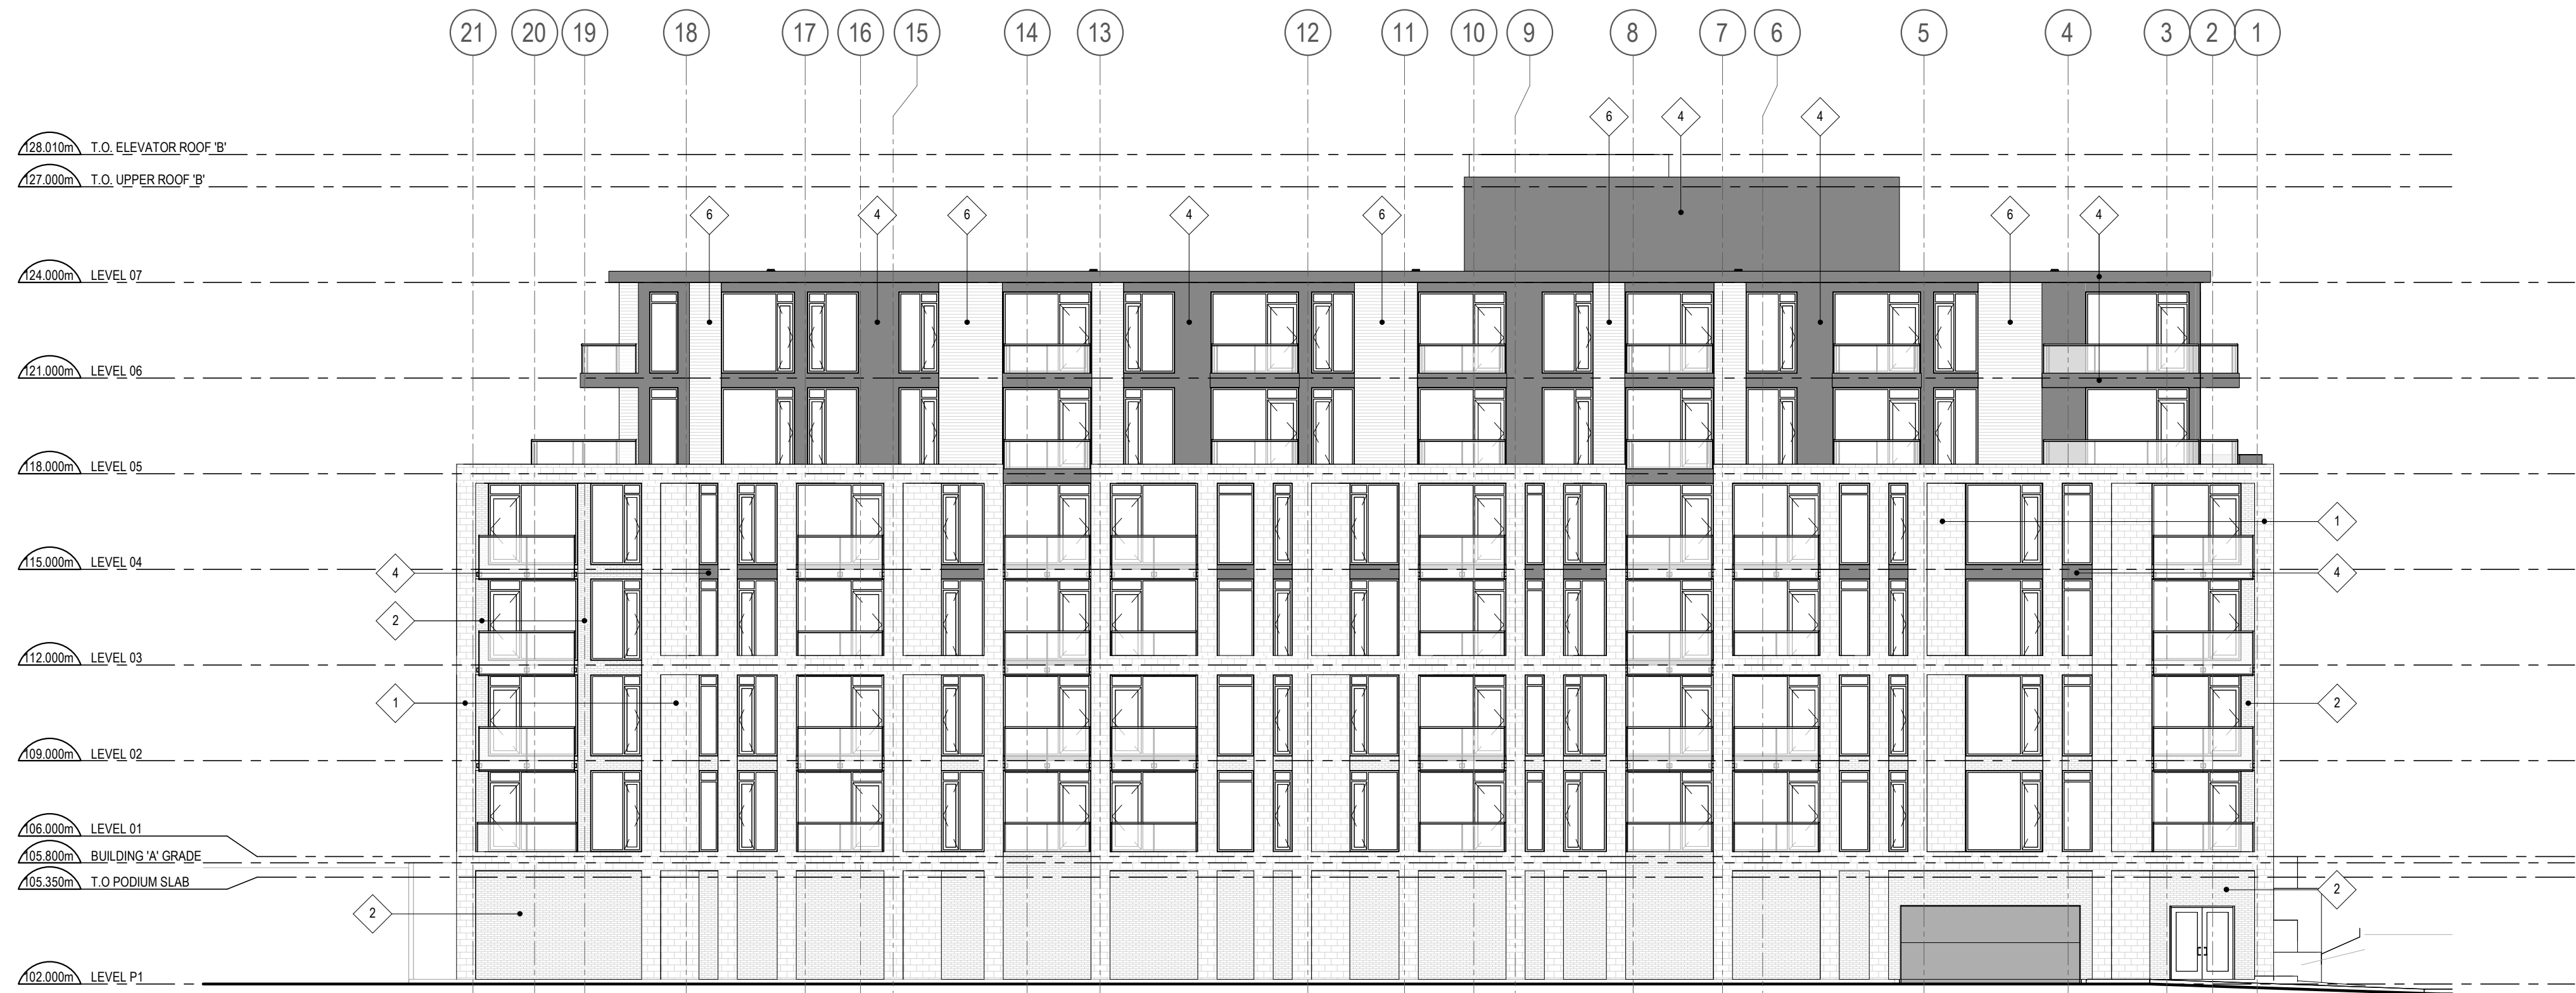 21 20 19 18 17 16 15 14 13 12 11 10 9 8 7 6 5 4 3 2 1
6 4 4
128.010m T.O. ELEVATOR ROOF 'B'
127.000m T.O. UPPER ROOF 'B'
6 4 6 4 6 6 4
124.000m LEVEL 07
121.000m LEVEL 06
118.000m LEVEL 05
1
115.000m LEVEL 04
4 4
2
112.000m LEVEL 03
1 2
109.000m LEVEL 02
106.000m LEVEL 01
105.800m BUILDING 'A' GRADE
105.350m T.O PODIUM SLAB
2
2
102.000m LEVEL P1